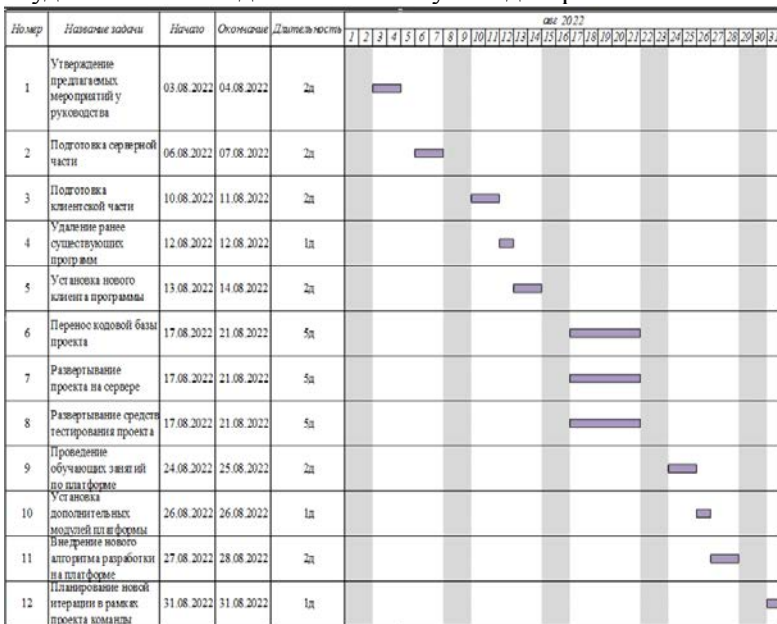 Номер Название задачи Начало Окончание Длительность авг 2022
1 2 3 4 5 6 7 8 9 10 11 12 13 14 15 16 17 18 19 20 21 22 23 24 25 26 27 28 29 30 31
1 Утверждение предлагаемых мероприятий у руководства 03.08.2022 04.08.2022 2д
2 Подготовка серверной части 06.08.2022 07.08.2022 2д
3 Подготовка клиентской части 10.08.2022 11.08.2022 2д
4 Удаление ранее существующих программ 12.08.2022 12.08.2022 1д
5 Установка нового клиента программы 13.08.2022 14.08.2022 2д
6 Перенос кодовой базы проекта 17.08.2022 21.08.2022 5д
7 Развертывание проекта на сервере 17.08.2022 21.08.2022 5д
8 Развертывание средств тестирования проекта 17.08.2022 21.08.2022 5д
9 Проведение обучающих занятий по платформе 24.08.2022 25.08.2022 2д
10 Установка дополнительных модулей платформы 26.08.2022 26.08.2022 1д
11 Внедрение нового алгоритма разработки на платформе 27.08.2022 28.08.2022 2д
12 Планирование новой итерации в рамках проекта команды 31.08.2022 31.08.2022 1д